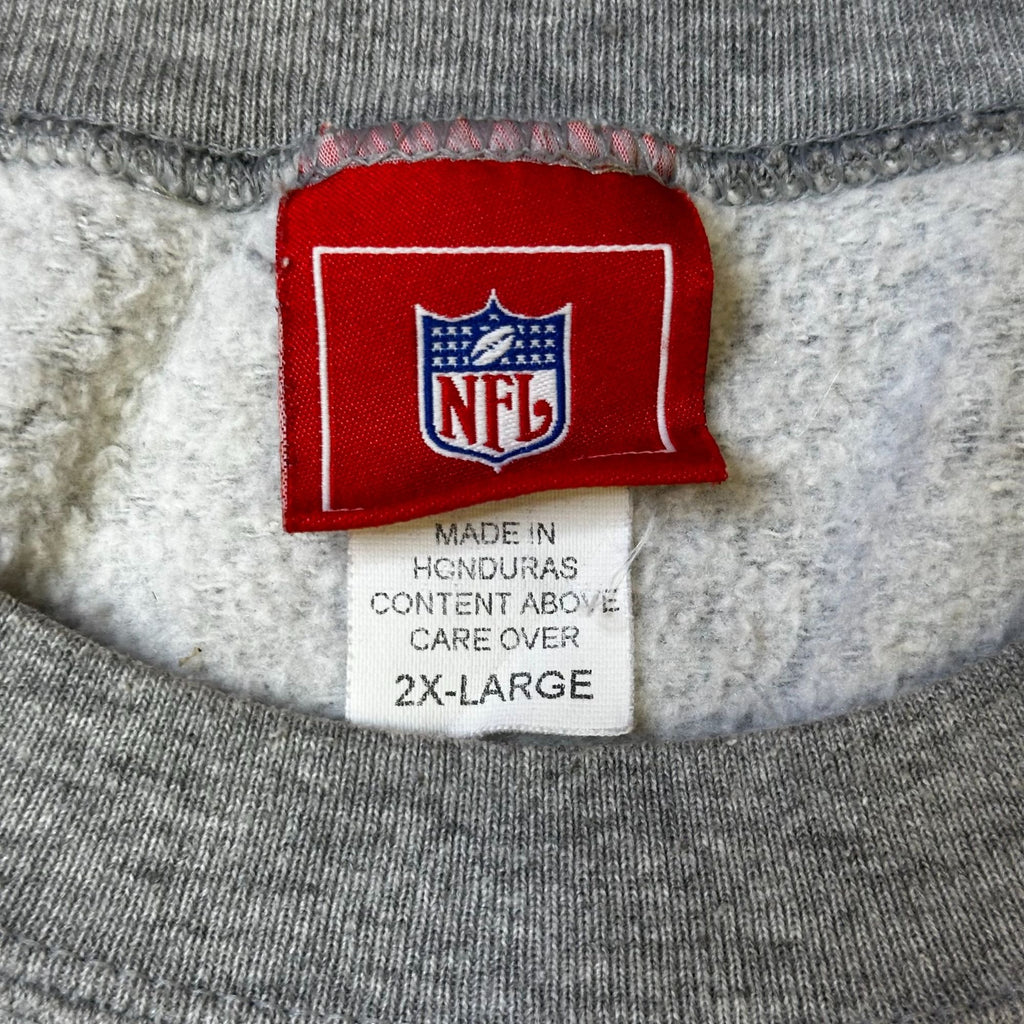 NFL
MADE IN
HONDURAS
CONTENT ABOVE
CARE OVER
2X-LARGE